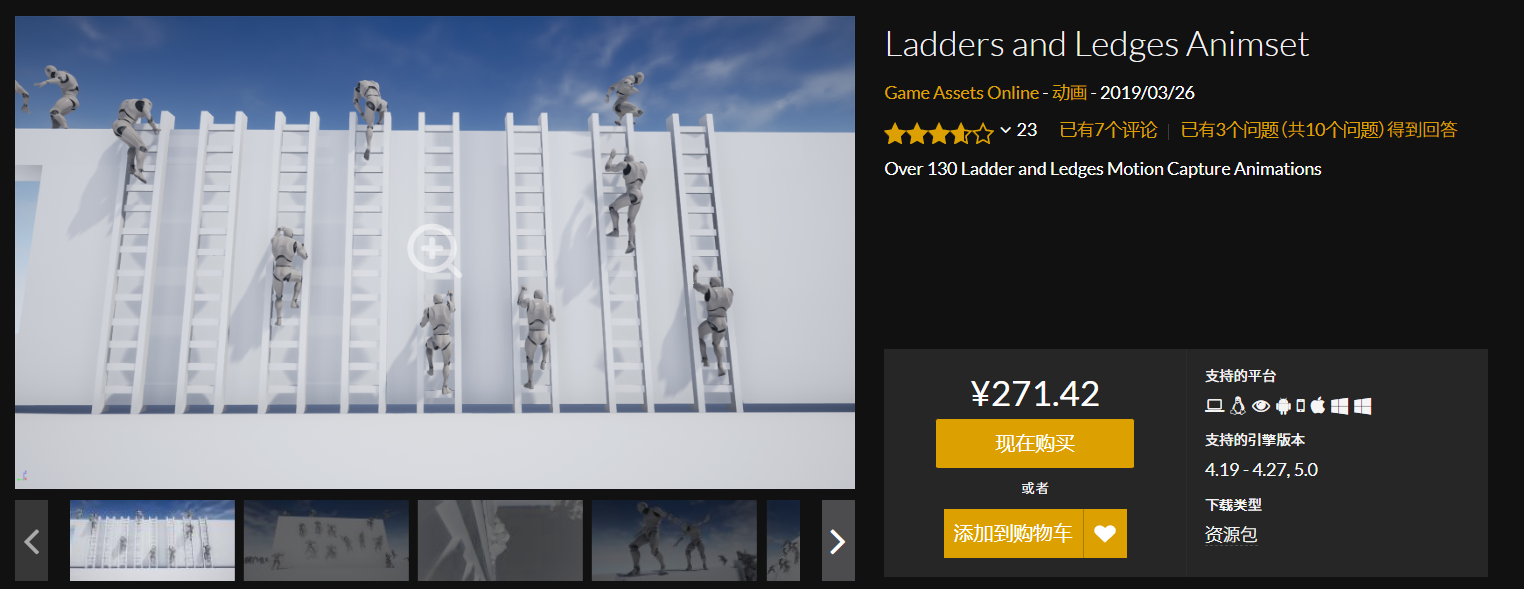 Ladders and Ledges Animset
Game Assets Online - 动画 - 2019/03/26
23 已有7个评论 已有3个问题 (共10个问题) 得到回答
Over 130 Ladder and Ledges Motion Capture Animations
¥271.42
现在购买
或者
添加到购物车
支持的平台
支持的引擎版本
4.19 - 4.27, 5.0
下载类型
资源包